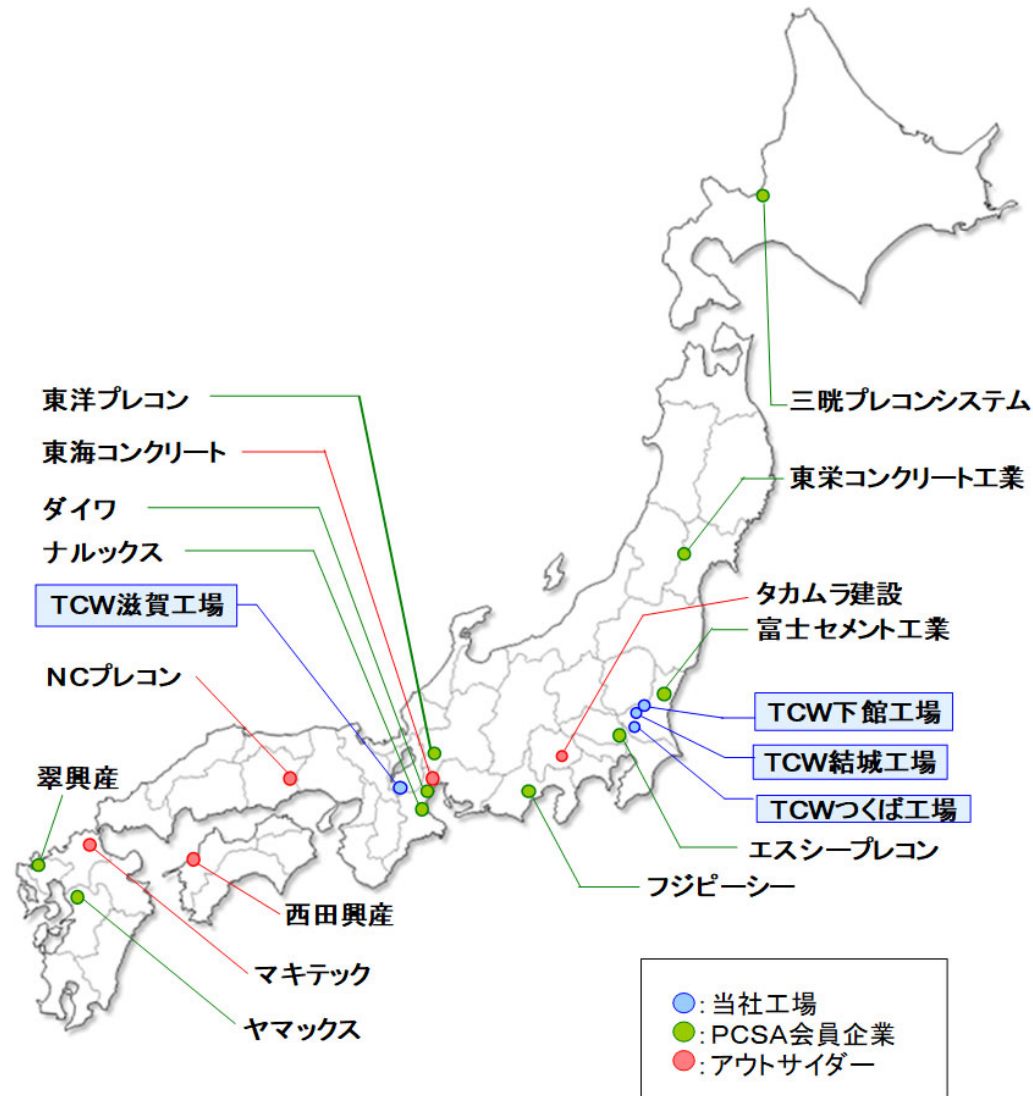 三晄プレコンシステム
東洋プレコン
東海コンクリート
東栄コンクリート工業
ダイワ
ナルックス
TCW滋賀工場
タカムラ建設
富士セメント工業
NCプレコン
TCW下館工場
TCW結城工場
翠興産
TCWつくば工場
エスシープレコン
フジピーシー
西田興産
マキテック
ヤマックス
：当社工場
：PCSA会員企業
：アウトサイダー